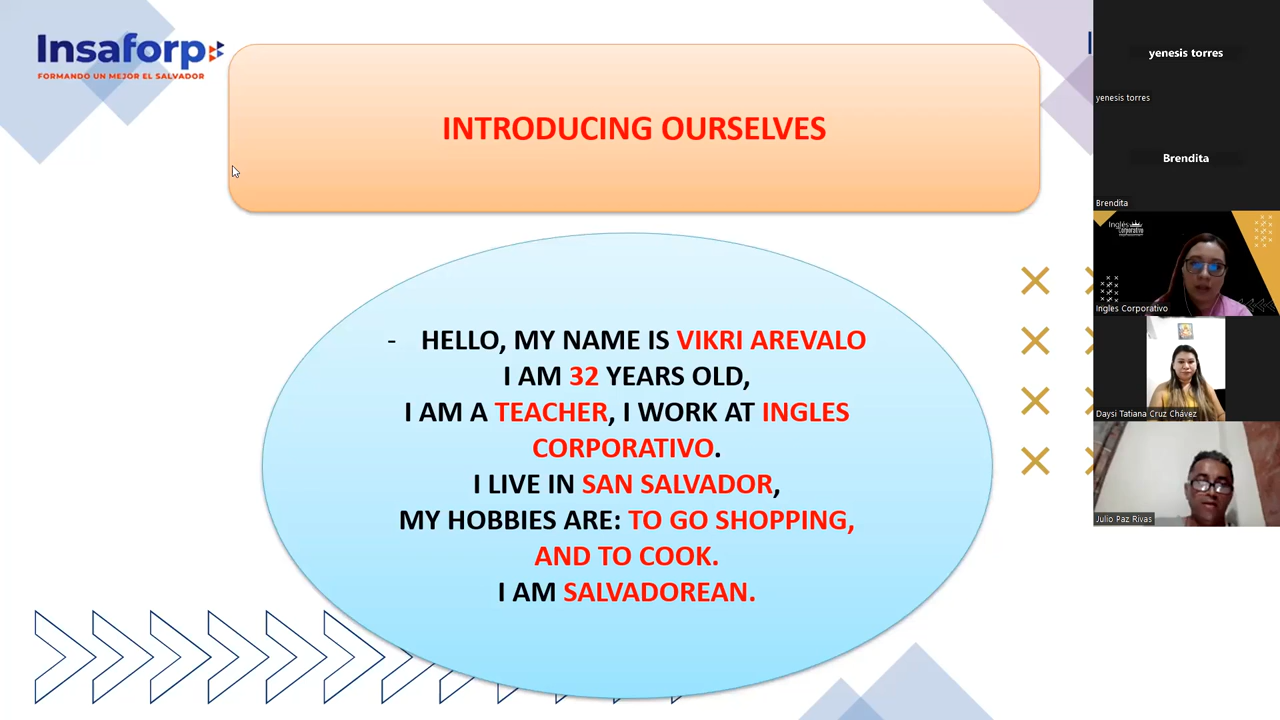 Insaforp
FORMANDO UN MEJOR EL SALVADOR
INTRODUCING OURSELVES
- HELLO, MY NAME IS VIKRI AREVALO
I AM 32 YEARS OLD,
I AM A TEACHER, I WORK AT INGLES
CORPORATIVO.
I LIVE IN SAN SALVADOR,
MY HOBBIES ARE: TO GO SHOPPING,
AND TO COOK.
I AM SALVADOREAN.
yenesis torres
yenesis torres
Brendita
Brendita
Inglés
Corporativo
Ingles Corporativo
Daysi Tatiana Cruz Chávez
Julio Paz Rivas